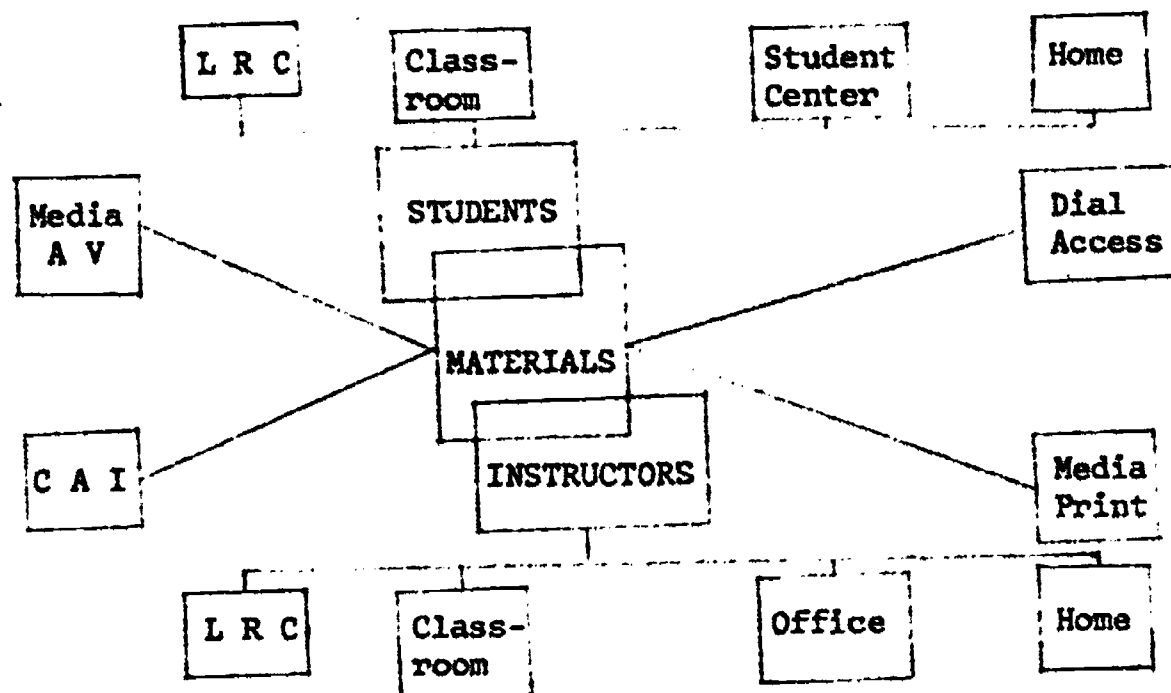 L R C
Class-
room
Student
Center
Home
STUDENTS
Media
A V
Dial
Access
MATERIALS
C A I
INSTRUCTORS
Media
Print
L R C
Class-
room
Office
Home